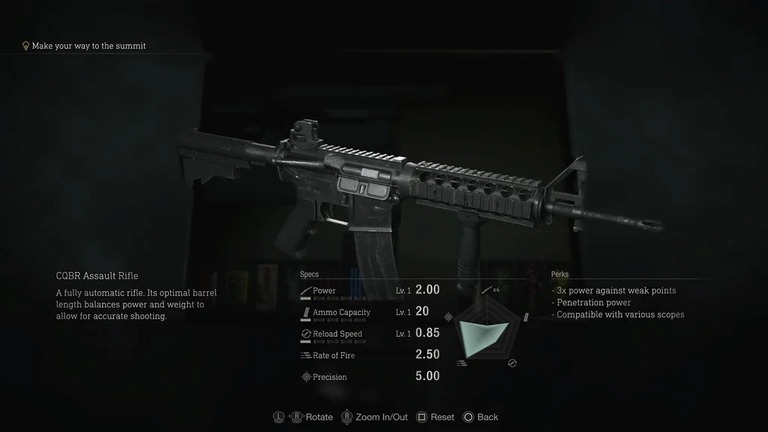 Make your way to the summit
CQBR Assault Rifle
A fully automatic rifle. Its optimal barrel
length balances power and weight to
allow for accurate shooting.
Specs
Power Lv. 1 2.00
Ammo Capacity Lv. 1 20
Reload Speed Lv. 1 0.85
Rate of Fire 2.50
Precision 5.00
x4
Perks
- 3x power against weak points
- Penetration power
- Compatible with various scopes
L R Rotate R Zoom In/Out Reset Back